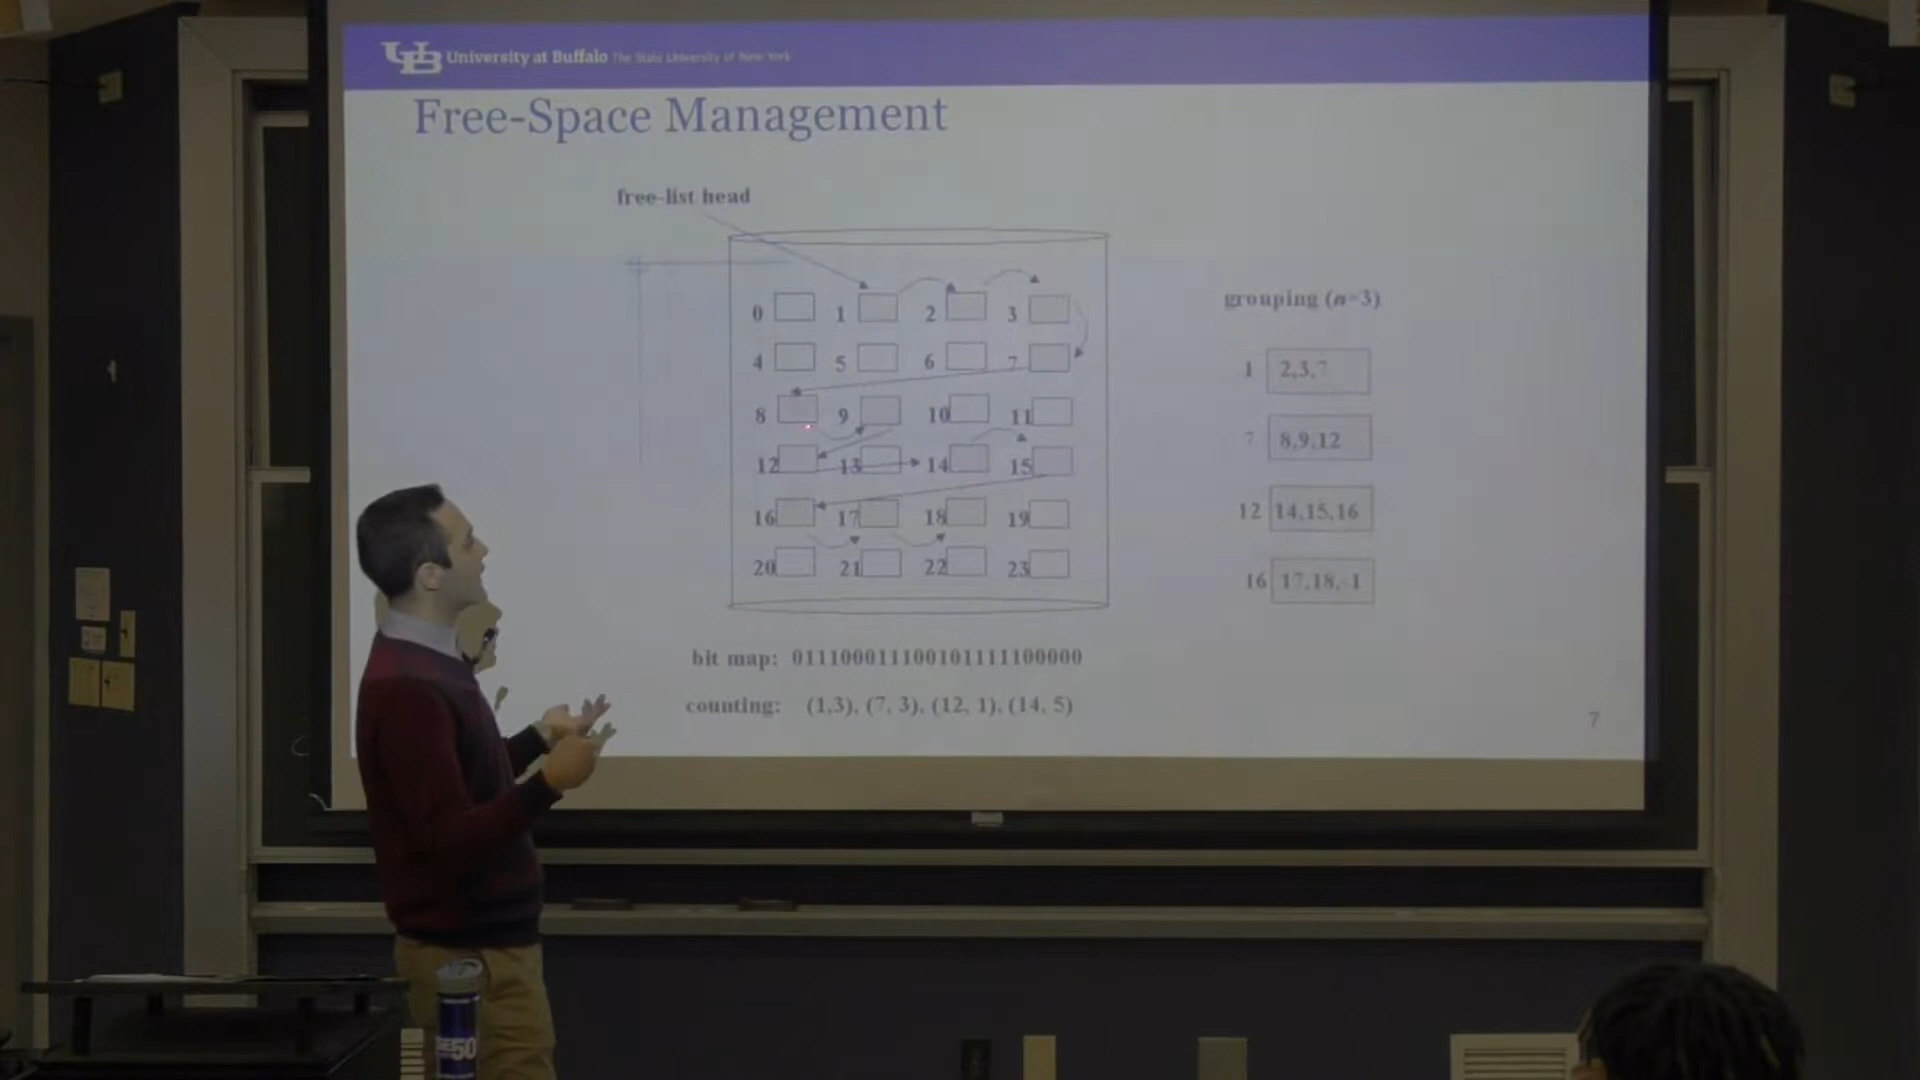 University at Buffalo The State University of New York
Free-Space Management
free-list head
grouping (n=3)
0 1 2 3
4 5 6 7
8 9 10 11
12 13 14 15
16 17 18 19
20 21 22 23
1 2,3,7
7 8,9,12
12 14,15,16
16 17,18,-1
bit map: 011100011100101111100000
counting: (1,3), (7, 3), (12, 1), (14, 5)
7
50